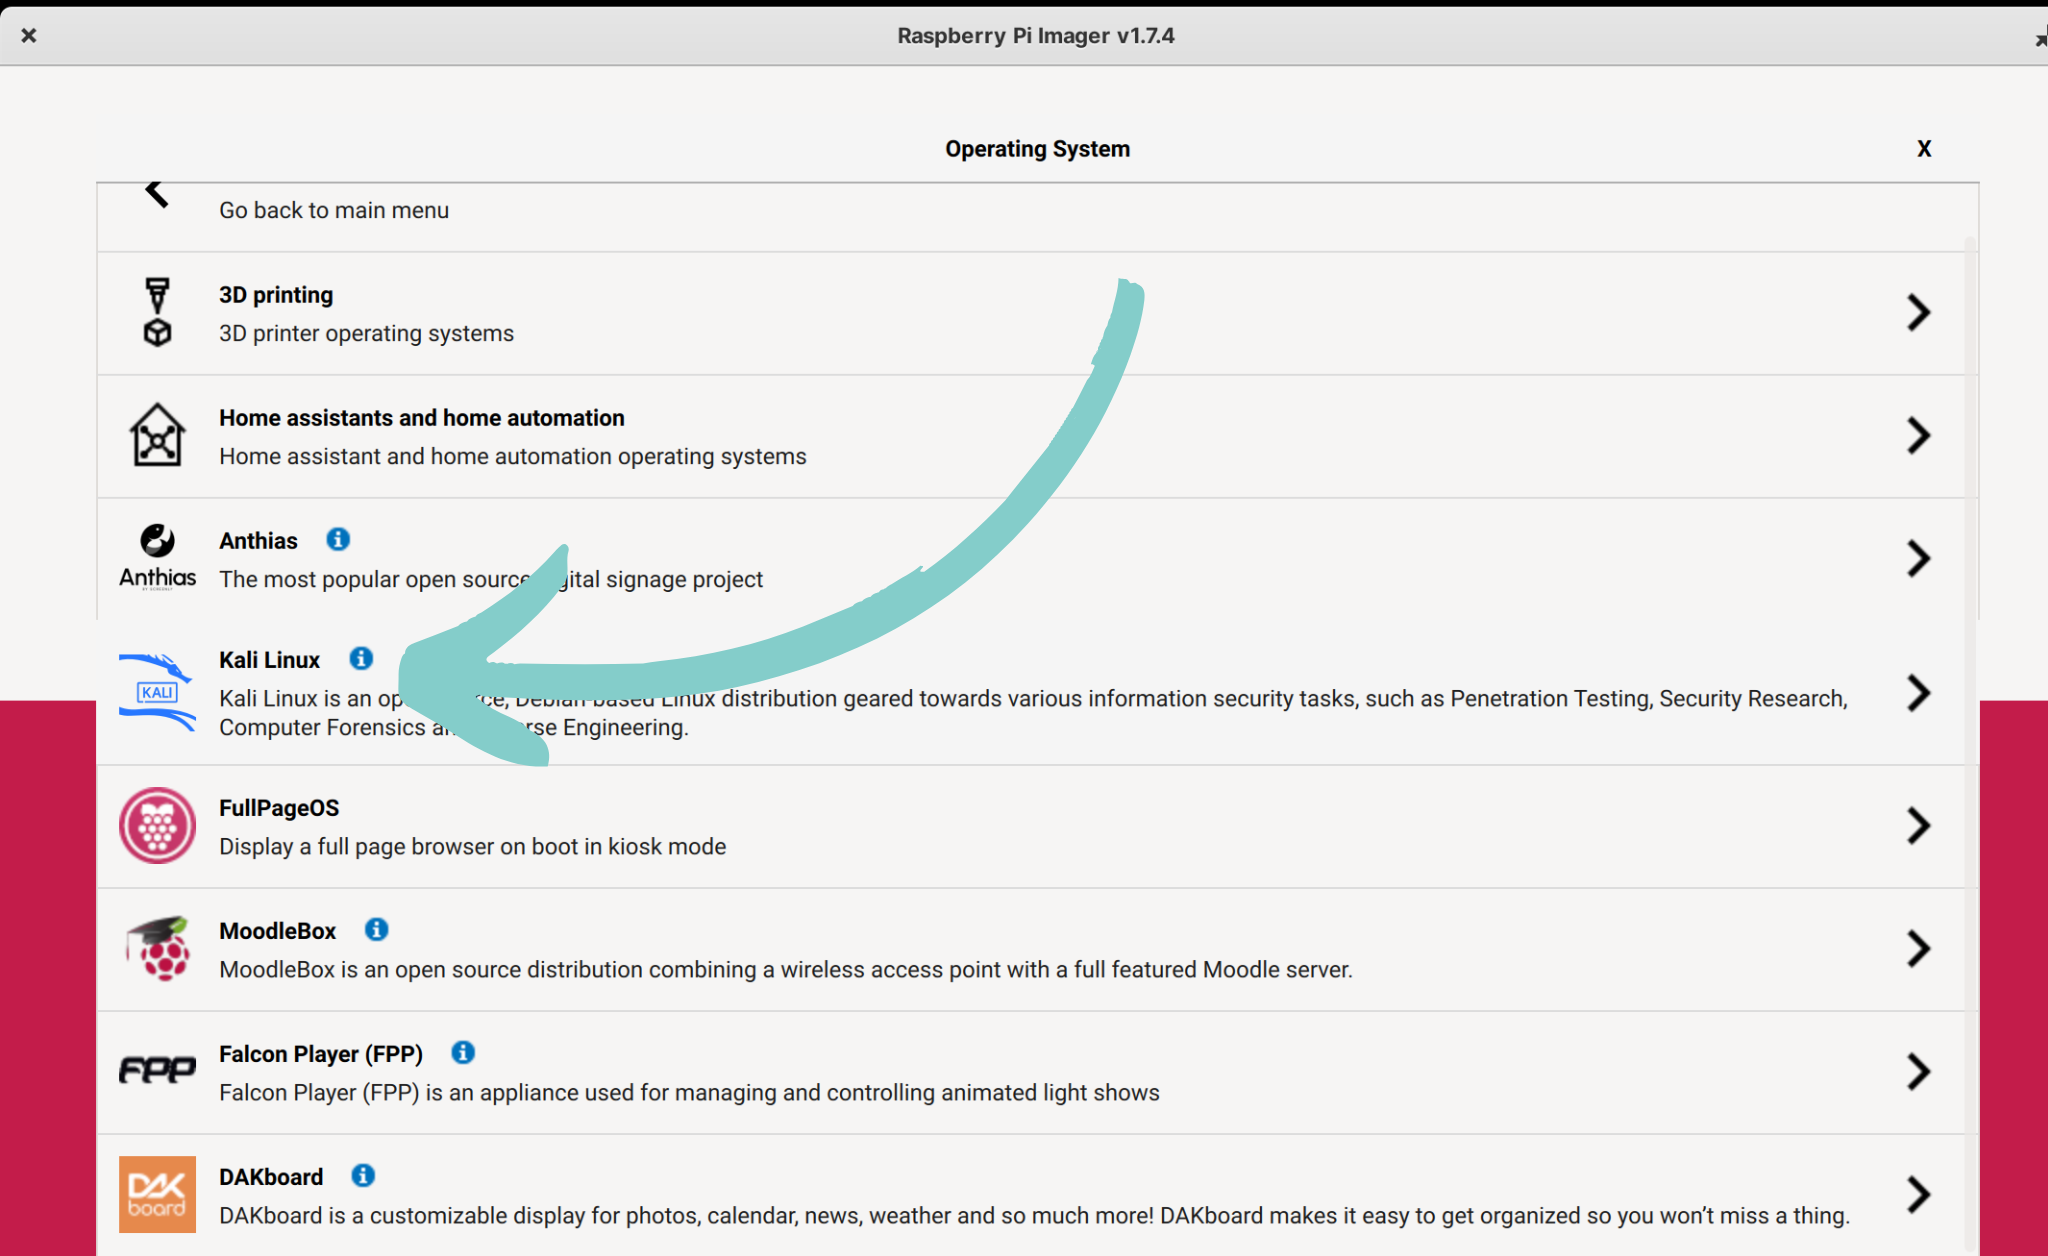 Raspberry Pi Imager v1.7.4
Operating System
X
Go back to main menu
3D printing
3D printer operating systems
Home assistants and home automation
Home assistant and home automation operating systems
Anthias
Anthias
The most popular open source digital signage project
KALI
Kali Linux
Kali Linux is an open source, Debian-based Linux distribution geared towards various information security tasks, such as Penetration Testing, Security Research,
Computer Forensics and Reverse Engineering.
FullPageOS
Display a full page browser on boot in kiosk mode
MoodleBox
MoodleBox is an open source distribution combining a wireless access point with a full featured Moodle server.
FPP
Falcon Player (FPP)
Falcon Player (FPP) is an appliance used for managing and controlling animated light shows
DAK
board
DAKboard
DAKboard is a customizable display for photos, calendar, news, weather and so much more! DAKboard makes it easy to get organized so you won't miss a thing.